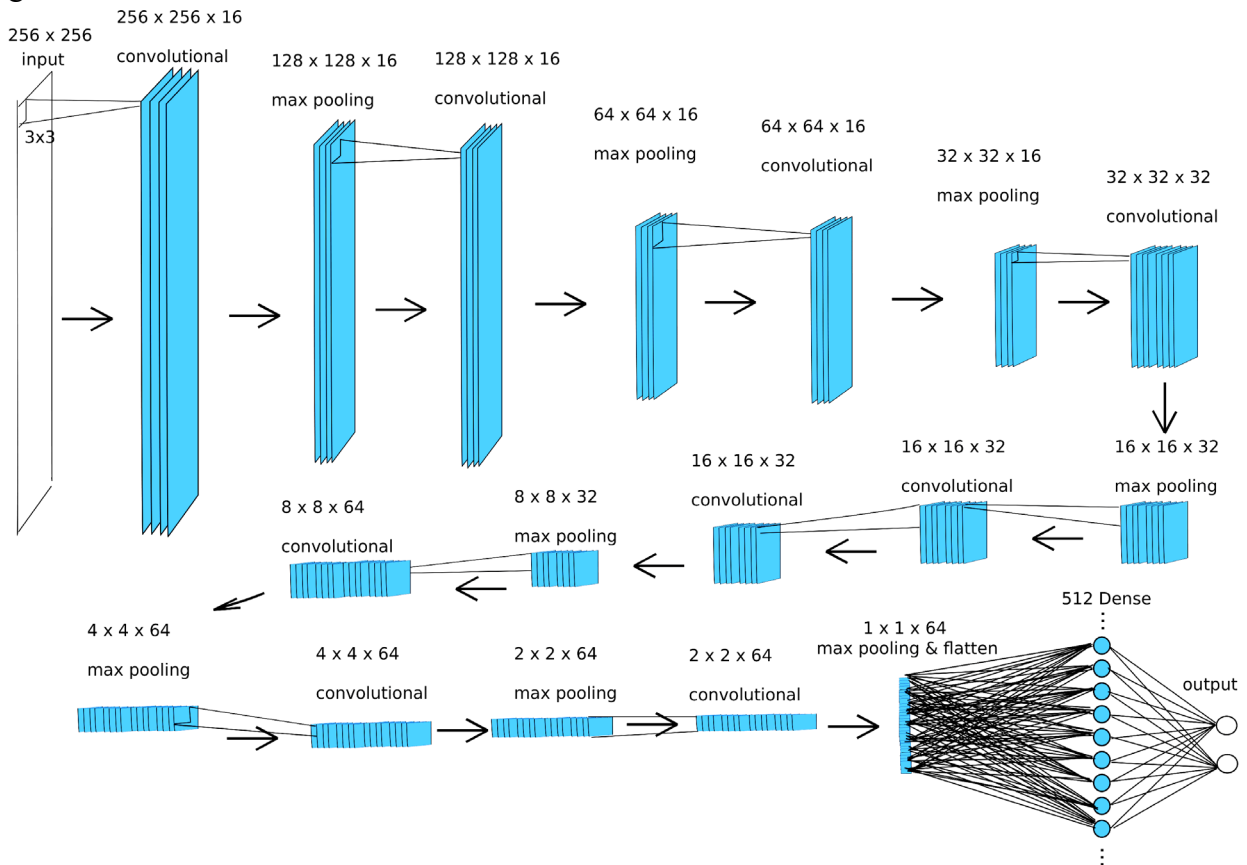 256 x 256
input
3x3
256 x 256 x 16
convolutional
128 x 128 x 16
max pooling
128 x 128 x 16
convolutional
64 x 64 x 16
max pooling
64 x 64 x 16
convolutional
32 x 32 x 16
max pooling
32 x 32 x 32
convolutional
16 x 16 x 32
max pooling
16 x 16 x 32
convolutional
16 x 16 x 32
convolutional
8 x 8 x 32
max pooling
8 x 8 x 64
convolutional
4 x 4 x 64
max pooling
4 x 4 x 64
convolutional
2 x 2 x 64
max pooling
2 x 2 x 64
convolutional
1 x 1 x 64
max pooling & flatten
512 Dense
output